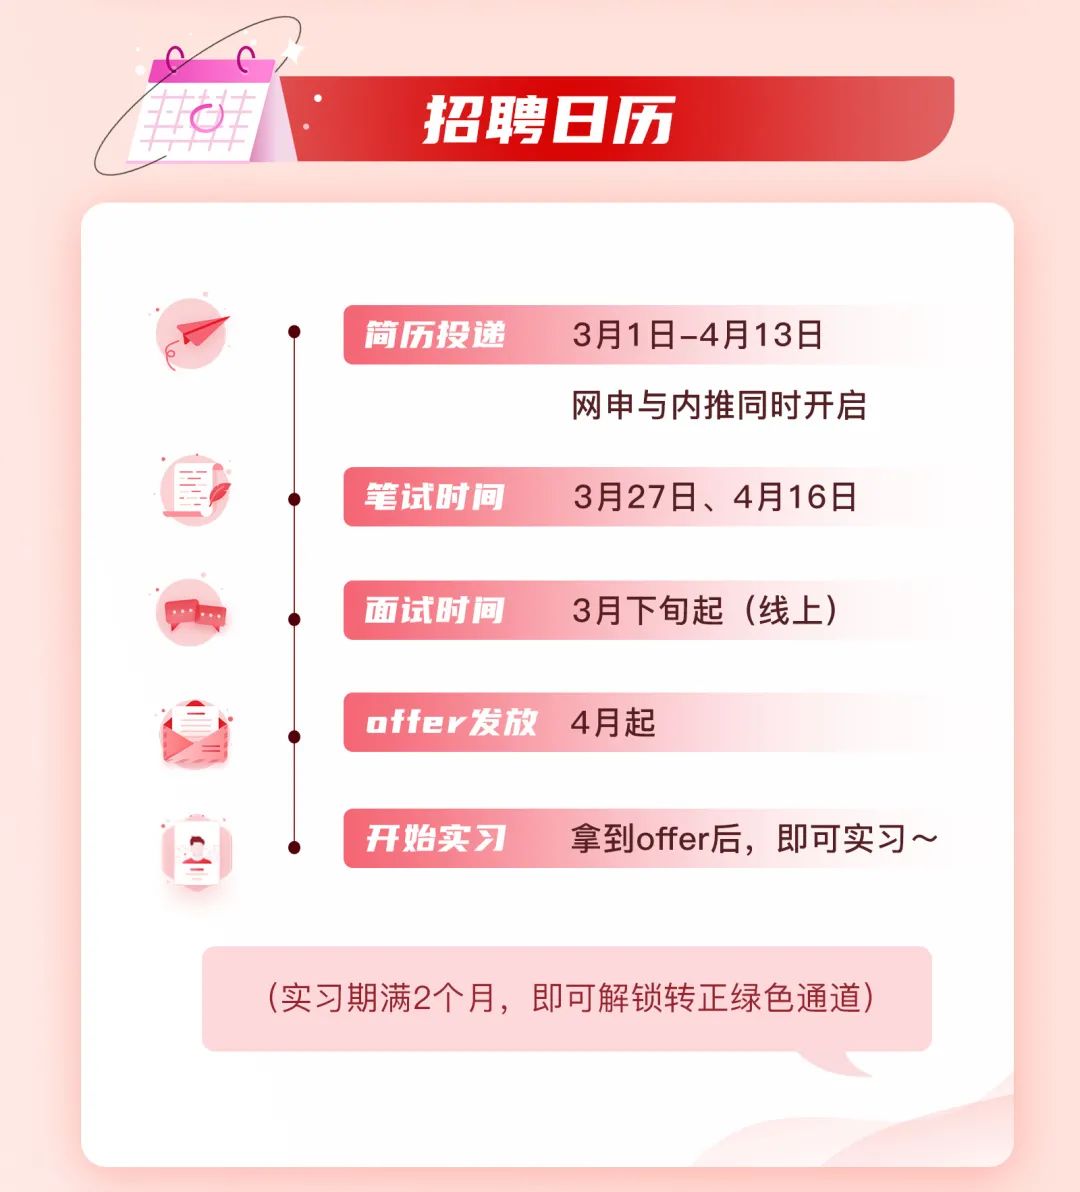 招聘日历
简历投递 3月1日-4月13日
网申与内推同时开启
笔试时间 3月27日、4月16日
面试时间 3月下旬起（线上）
offer发放 4月起
开始实习 拿到offer后，即可实习～
（实习期满2个月，即可解锁转正绿色通道）